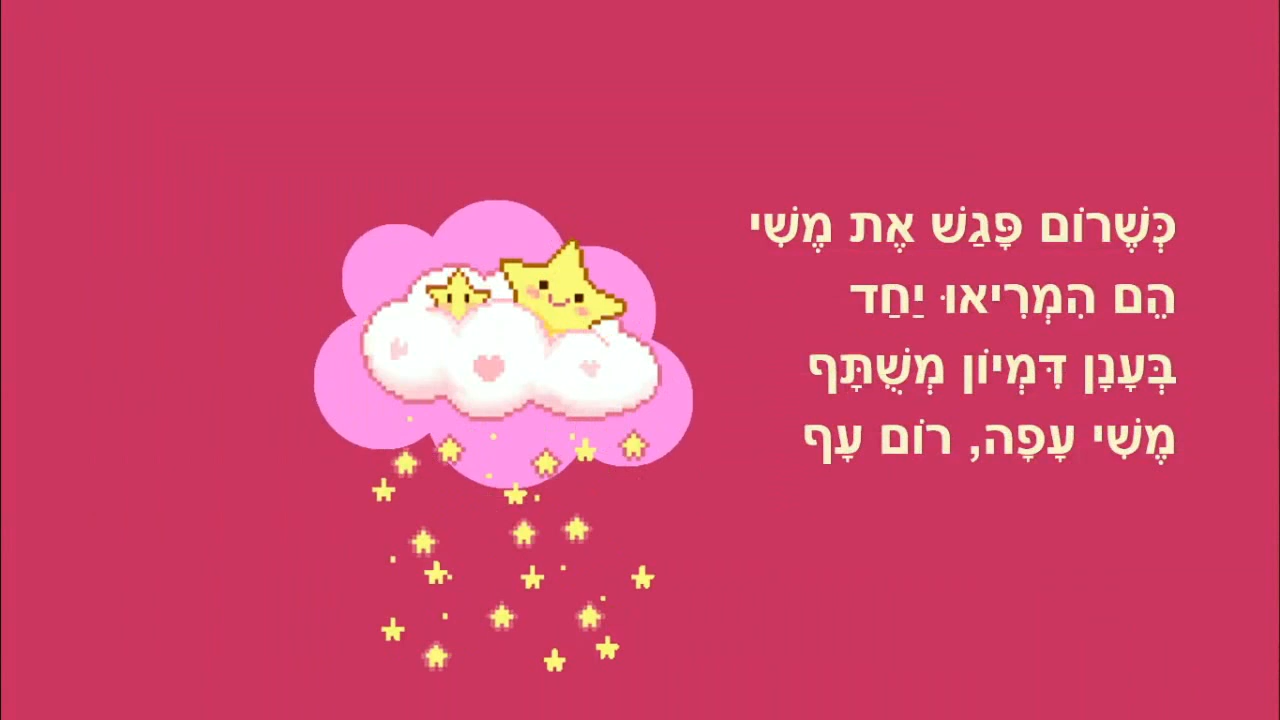 כְּשֶׁרוֹם פָּגַשׁ אֶת מֶשִׁי
הֵם הִמְרִיאוּ יַחַד
בְּעָנָן דִּמְיוֹן מְשֻׁתָּף
מֶשִׁי עָפָה, רוֹם עָף